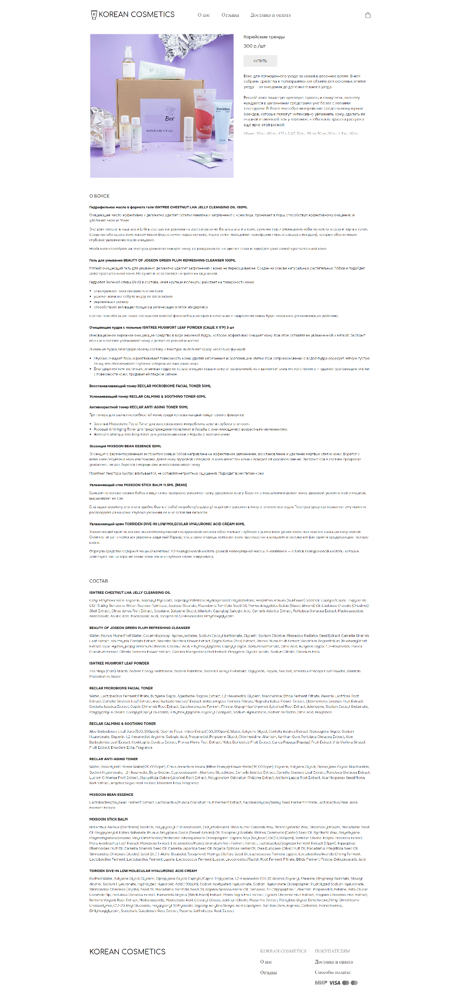 KOREAN COSMETICS
О нас
Отзывы
Доставка и оплата
Box
КОРЕЙСКИЕ ТРЕНДЫ
Torriden
Корейские тренды
300 р./шт
КУПИТЬ
Бокс для полноценного ухода за кожей в весеннее время. В нем
собраны средства в полноразмерном объеме для основных этапов
ухода — от очищения до дополнительного ухода.
Весной кожа зачастую чувствует сухость и стянутость, поэтому
нуждается в увлажнении средствами уже более с легкими
текстурами. В боксе мы собрали корейские средства популярных
брендов, которые помогут интенсивно увлажнить кожу, сделать ее
гладкой и сияющей, как у кореянок, чтобы ваша красота расцвела
ещё ярче этой весной!
Объем: 150 мл, 100 мл, 1 ГР х 3 ШТ, 50 мл, 50 мл, 50 мл, 50 мл, 11.5 мл, 80 мл
О БОКСЕ
Гидрофильное масло в формате геля ISNTREE CHESTNUT LHA JELLY CLEANSING OIL 150ML
Очищающее масло эффективно и деликатно удаляет остатки макияжа и загрязнения с кожи лица, проникает в поры, способствуя эффективному очищению и
удалению черных точек.
Экстракт скорлупы каштана и LHA в составе направлены на восстановление баланса влаги в коже, сужение пор и уменьшение избытка кожного сала и черных точек.
Средство обогащено комплексом масел (масло семян подсолнечника, масло семян макадамии тернифолии и масло сладкого миндаля), которые обеспечивают
глубокое увлажнение после очищения.
Необычная гелеобразная текстура деликатно очищает кожу, не раздражая ее, не щиплет глаза и подойдет даже самой чувствительной коже.
Гель для умывания BEAUTY OF JOSEON GREEN PLUM REFRESHING CLEANSER 100ML
Мягкий очищающий гель для умывания деликатно удаляет загрязнения с кожи, не пересушивая ее. Создан на основе натуральных растительных ПАВов и подойдет
даже чувствительной коже. Не сушит и не оставляет неприятных ощущений.
Гидролат Зеленой сливы (AHA) в составе, имея крупные молекулы, работает на поверхности кожи:
• отшелушивает ороговевшие клетки кожи
• удаляет излишки себума и другие загрязнения
• выравнивает рельеф
• способствует активации процесса регенерации клеток эпидермиса
Состав геля обогащен также экстрактом золотой фасоли Маш, которая в сочетании с гидролатом сливы будет оказывать успокаивающее действие.
Очищающая пудра с полынью ISNTREE MUGWORT LEAF POWDER (САШЕ Х 1ГР) 3 шт
Инновационное бережное очищающее средство в виде энзимной пудры, которое эффективно очищает кожу, при этом оставляя ее увлажненной и мягкой. Экстракт
полыни в составе успокаивает кожу и делает ее ровной и чистой.
Энзимная пудра, благодаря своему составу и текстуре, выполняет сразу несколько функций:
• Глубоко очищает поры и разглаживает поверхность кожи, удаляя загрязнения и ороговевшие клетки. При соприкосновении с водой пудра образует мягкую густую
пенку, что обеспечивает глубокое и бережное очищение кожи.
• Благодаря мягким частичкам, энзимная пудра не только очищает поры и кожу от загрязнений, но и выполняет роль мягкого пилинга — удаляет ороговевшие клетки
с поверхности кожи, придавая ей гладкое сияние.
Восстанавливающий тонер RECLAR MICROBIOME FACIAL TONER 50ML
Успокаивающий тонер RECLAR CALMING & SOOTHING TONER 50ML
Антивозрастной тонер RECLAR ANTI-AGING TONER 50ML
Три тонера для разных потребностей кожи, среди которых каждый найдет своего фаворита:
• Зеленый Microbiome Facial Toner для восстановления микробиома кожи и глубокого питания.
• Розовый Anti-Aging Toner для предупреждения появления и борьбы с уже имеющимися возрастными изменениями.
• Желтый Calming & Soothing Toner для успокоения кожи и борьбы с воспалениями.
Эссенция MIXSOON BEAN ESSENCE 50ML
Эссенция с ферментированным экстрактом соевых бобов направлена на эффективное увлажнение, восстановление и удаление мертвых клеток кожи. Борется с
излишним себумом и черными точками, делая кожу здоровой и гладкой. Выравнивает тон кожи и придает ей красивое сияние. Экстракт сои в составе прекрасно
увлажняет, питает, борется с морщинами и восстанавливает кожу.
Приятная текстура быстро впитывается, не оставляя неприятных ощущений. Подходит всем типам кожи.
Увлажняющий стик MIXSOON STICK BALM 11.5ML (BEAN)
Бальзам на основе соевых бобов в виде стика прекрасно увлажняет кожу, удерживая влагу. Борется с морщинами и делает кожу здоровой, увлажненной и гладкой,
выравнивает ее тон.
Благодаря формату, его очень удобно брать с собой на работу/в дорогу/по делам и увлажнять кожу в течение всего дня. Текстура средства позволяет ему приятно
распределяться на коже, глубоко увлажняя ее и не оставляя липкости.
Увлажняющий крем TORRIDEN DIVE-IN LOW MOLECULAR HYALURONIC ACID CREAM 80ML
Увлажняющий крем на основе высокомолекулярной гиалуроновой кислоты обеспечивает глубокое и длительное увлажнение, полноценно насыщая кожу влагой.
Отлично питает и помогает укрепить защитный барьер, что, в свою очередь, помогает коже противостоять внешним агрессивным факторам и предупреждает потерю
влаги.
Формула средства содержит мощный комплекс 5D-гиалуроновой кислоты разной молекулярной массы. В комплексе — 5 типов гиалуроновой кислоты, которые
действуют как на верхних слоях кожи, так и в глубоких слоях эпидермиса.
СОСТАВ
ISNTREE CHESTNUT LHA JELLY CLEANSING OIL
Cetyl Ethylhexanoate, Glycerin, Isopropyl Myristate, Isopropyl Palmitate, Hydrogenated Polyisobutene, Helianthus Annuus (Sunflower) Seed Oil, Caprylic/Capric Triglyceride,
C12-15 Alkyl Benzoate, Water, Sucrose Palmitate, Sucrose Stearate, Macadamia Ternifolia Seed Oil, Prunus Amygdalus Dulcis (Sweet Almond) Oil, Castanea Crenata (Chestnut)
Shell Extract, Citrus Junos Fruit Extract, Squalane, Butylene Glycol, Allantoin, Capryloyl Salicylic Acid, Centella Asiatica Extract, Portulaca Oleracea Extract, Madecassoside,
Asiaticoside, Asiatic Acid, Madecassic Acid, Tocopherol, 1,2-Hexanediol, Ethylhexylglycerin.
BEAUTY OF JOSEON GREEN PLUM REFRESHING CLEANSER
Water, Prunus Mume Fruit Water, Cocamidopropyl Hydroxysultaine, Sodium Cocoyl Isethionate, Glycerin, Sodium Chloride, Phaseolus Radiatus Seed Extract, Camellia Sinensis
Leaf Extract, Houttuynia Cordata Extract, Nelumbo Nucifera Flower Extract, Oryza Sativa (Rice) Extract, Prunus Mume Fruit Extract, Vaccinium Angustifolium (Blueberry) Fruit
Extract, Guar Hydroxypropyltrimonium Chloride, Coconut Acid, Ethylhexylglycerin, Caprylyl Glycol, Sodium Isethionate, Citric Acid, Butylene Glycol, 1,2-Hexanediol, Punica
Granatum Extract, Clitoria Ternatea Flower Extract, Garcinia Mangostana Peel Extract, Propylene Glycol Laurate, Sodium Citrate, Disodium Edta
ISNTREE MUGWORT LEAF POWDER
Zea Mays (Corn) Starch, Sodium Cocoyl Isethionate, Sodium Palmitate, Sodium Lauroyl Glutamate, Diglycerin, Papain, Sea Salt, Artemisia Princeps Leaf Powder, Allantoin,
Maltodextrin, Water
RECLAR MICROBIOME FACIAL TONER
Water, Lactobacillus Ferment Filtrate, Butylene Glycol, Agastache Rugosa Extract, 1,2-Hexanediol, Glycerin, Niacinamide, Bifida Ferment Filtrate, Paeonia Lactiflora Root
Extract, Camellia Sinensis Leaf Extract, Aloe Barbadensis Leaf Extract, Galactomyces Ferment Filtrate, Magnolia Kobus Flower Extract, Chaenomeles Sinensis Fruit Extract,
Centella Asiatica Extract, Coptis Chinensis Root Extract, Saccharomyces Ferment Filtrate, Glycyrrhiza Uralensis (Licorice) Root Extract, Adenosine, Sodium Cocoyl Glutamate,
Polyglyceryl-6 Oleate, Caprylyl/Capryl Glucoside, Ethylhexylglycerin, Glyceryl Caprylate, Sodium Hyaluronate, Sodium Surfactin, Citric Acid, Fragrance
RECLAR CALMING & SOOTHING TONER
Aloe Barbadensis Leaf Juice(500,000ppm), Opuntia Ficus-Indica Extract(100,000ppm), Water, Butylene Glycol, Centella Asiatica Extract, Dipropylene Glycol, Sodium
Hyaluronate, Glycerin, 1,2-Hexanediol, Arginine, Salicylic Acid, Propanediol, Propylene Glycol, Chlorhexidine, Allantoin, Xanthan Gum, Portulaca Oleracea Extract, Aloe
Barbadensis Leaf Extract, Houttuynia Cordata Extract, Prunus Mume Fruit Extract, Malus Domestica Fruit Extract, Carica Papaya (Papaya) Fruit Extract, Vitis Vinifera (Grape)
Fruit Extract, Disodium Edta, Fragrance
RECLAR ANTI-AGING TONER
Water, Rosa Hybrid Flower Water(120,000ppm), Citrus Aurantium Amara (Bitter Orange) Flower Water(30,000ppm), Glycerin, Butylene Glycol, Dipropylene Glycol, Niacinamide,
Sodium Hyaluronate, 1,2-Hexanediol, Beta-Glucan, Cyanocobalamin, Allantoin, Glutathione, Centella Asiatica Extract, Camellia Sinensis Leaf Extract, Portulaca Oleracea Extract,
Lycium Chinense Fruit Extract, Glycyrrhiza Glabra (Licorice) Root Extract, Polygonatum Odoratum Rhizome Extract, Arctium Lappa Root Extract, Acanthopanax Sessiliflorus
Bark Extract, Angelica Gigas Root Extract, Disodium Edta, Fragrance
MIXSOON BEAN ESSENCE
Lactobacillus/Soybean Ferment Extract, Lactobacillus/Punica Granatum Fruit Ferment Extract, Saccharomyces/Barley Seed Ferment Filtrate, Lactobacillus/Pear Juice
Ferment Filtrate
MIXSOON STICK BALM
Helianthus Annuus (Sunflower) Seed Oil, Polyglyceryl-2 Triisostearate, Octyldodecanol, Shea Butter Candelilla Wax, Microcrystalline Wax, Diisostearyl Malate, Macadamia Seed
Oil Polyglyceryl-6 Esters Behenate, Prunus Amygdalus Dulcis (Sweet Almond) Oil, Tocopheryl Acetate, Ricinus Communis (Castor) Seed Oil, Synthetic Wax, Polyethylene,
Polymethylsilsesquioxane, Vinyl Dimethicone/Methicone Silsesquioxane Crosspolymer, Glycine Soja (Soybean) Oil (10,000ppm), Sorbitan Olivate, Eclipta Prostrata Extract,
Melia Azadirachta Leaf Extract, Monascus Extract, Lactobacillus/Punica Granatum Fruit Ferment Extract, Lactobacillus/Soybean Ferment Extract (1.1ppm), Hippophae
Rhamnoides Fruit Oil, Camellia Sinensis Seed Oil, Camellia Japonica Seed Oil, Argania Spinosa Kernel Oil, Olea Europaea (Olive) Fruit Oil, Macadamia Integrifolia Seed Oil,
Simmondsia Chinensis (Jojoba) Seed Oil, (-)-Alpha-Bisabolol, Tocopherol, Moringa Oleifera Seed Oil, Lactococcus Ferment Lysate, Lactobacillus/Acerola Cherry Ferment,
Lactobacillus Ferment, Lactobacillus Ferment Lysate, Lactococcus Ferment Lysate, Leuconostoc/Radish Root Ferment Filtrate, Bifida Ferment Filtrate, Dehydroacetic Acid
TORIDEN DIVE-IN LOW MOLECULAR HYALURONIC ACID CREAM
Purified Water, Butylene Glycol, Glycerin, Dipropylene Glycol, Caprylic/Capric Triglyceride, 1,2-Hexanediol, C14-22 Alcohol, Glyceryl, Stearate, Ethylhexyl Palmitate, Stearyl
Alcohol, Sodium Hyaluronate, Hydrolyzed Hyaluronic Acid (100ppm), Sodium Acetylated Hyaluronate, Sodium Hyaluronate Crosspolymer, Hydrolyzed Sodium Hyaluronate,
Simmondsia Chinensis (Jojoba) Seed Oil, Macadamia Ternifolia Seed Oil, Argania Spinosa Kernel Oil, Trehalose, Sh-Oligopeptide-1, Allantoin, Propanediol, Betaine, Beta-Glucan,
Ceramide Np, Portulaca Oleracea Extract, Hamamelis Virginia (Witch Hazel) Extract, Morus Nigra Fruit Extract, Lycium Chinense Fruit Extract, Fragaria Chiloensis Fruit Extract,
Berberis Vulgaris Root Extract, Madecassoside, Madecassic Acid, Cetearyl Olivate, Sorbitan Olivate, Malachite Extract, Pentylene Glycol, Dimethicone/Vinyl Dimethicone
Crosspolymer, C12-20 Alkyl Glucoside, Polyglyceryl-10 Myristate, Glyceryl Acrylate/Acrylic Acid Copolymer, Xanthan Gum, Arginine, Carbomer, Tromethamine,
Ethlyhexylglycerin, Scutellaria Baicalensis Root Extract, Paeonia Suffruticosa Root Extract
KOREAN COSMETICS
KOREAN COSMETICS
О нас
Отзывы
ПОКУПАТЕЛЯМ
Доставка и оплата
Способы оплаты:
МИР VISA